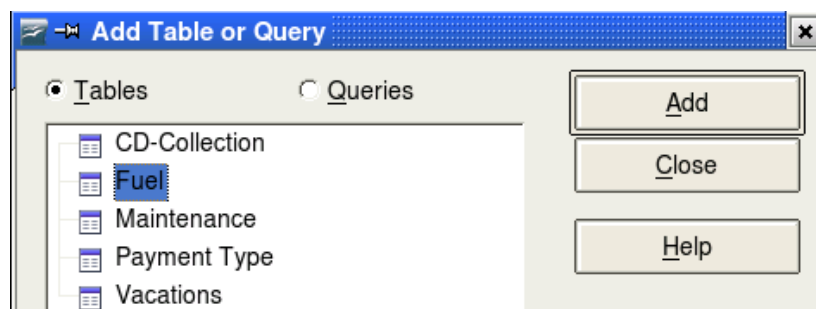 Add Table or Query
Tables Queries
Add
CD-Collection
Fuel
Close
Maintenance
Payment Type
Help
Vacations